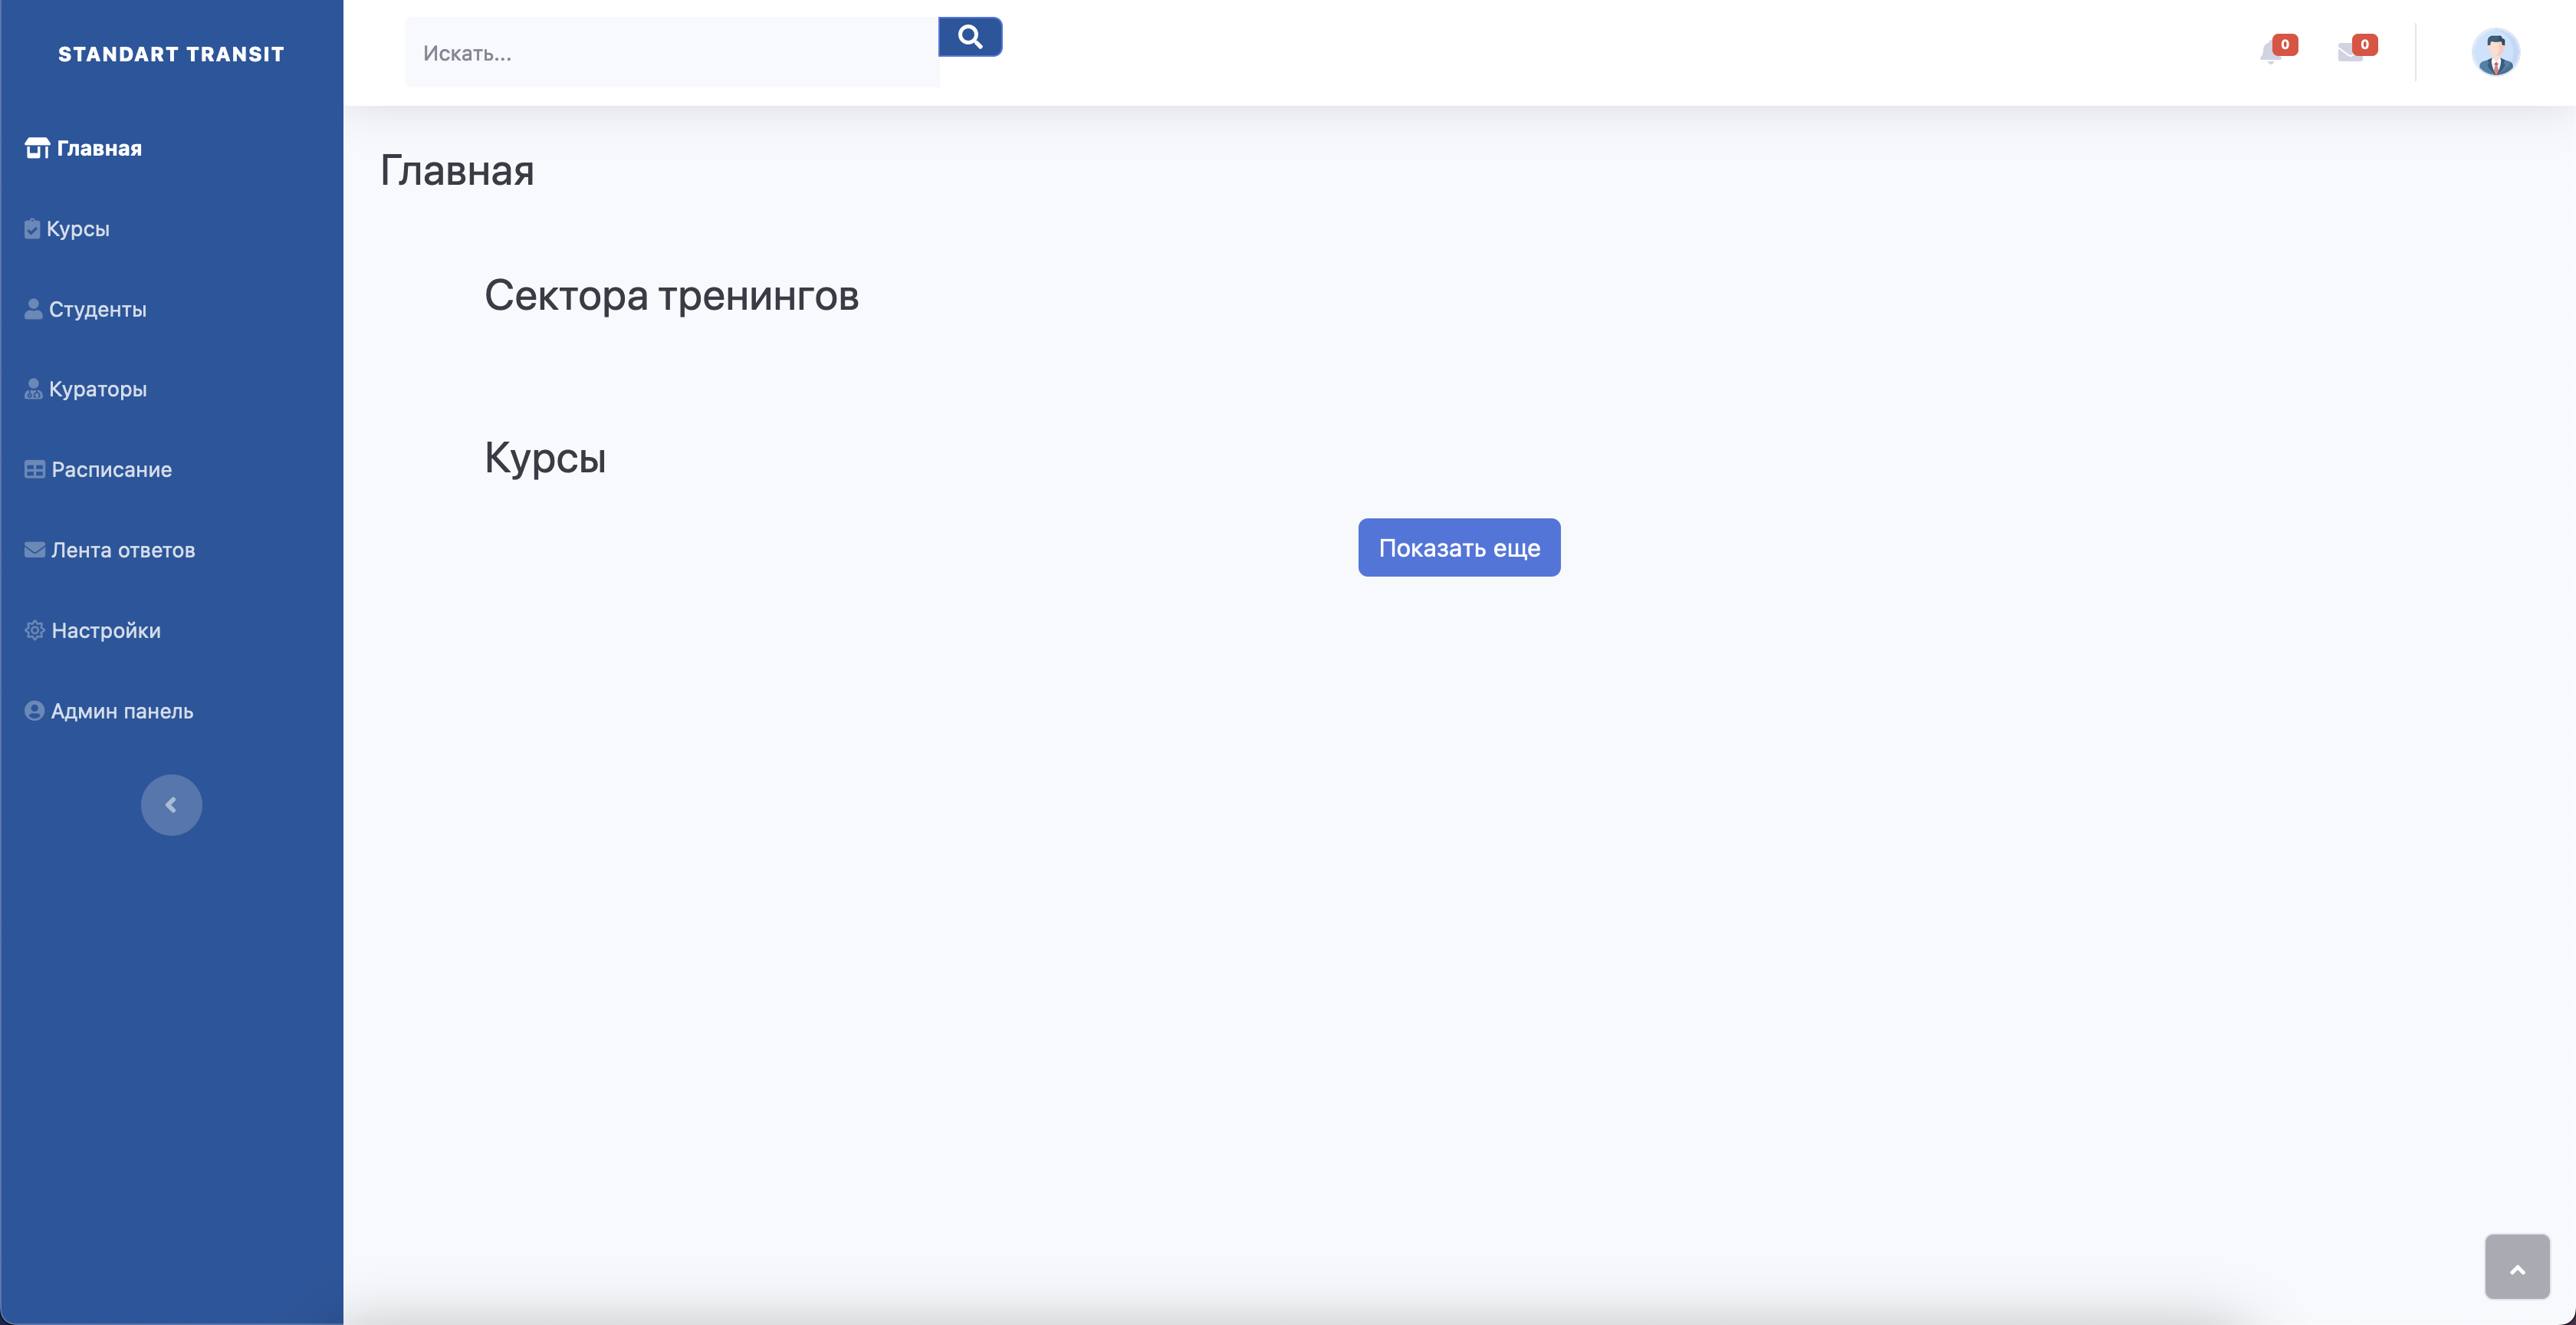 STANDART TRANSIT
Главная
Курсы
Студенты
Кураторы
Расписание
Лента ответов
Настройки
Админ панель
Искать...
0
0
Главная
Сектора тренингов
Курсы
Показать еще